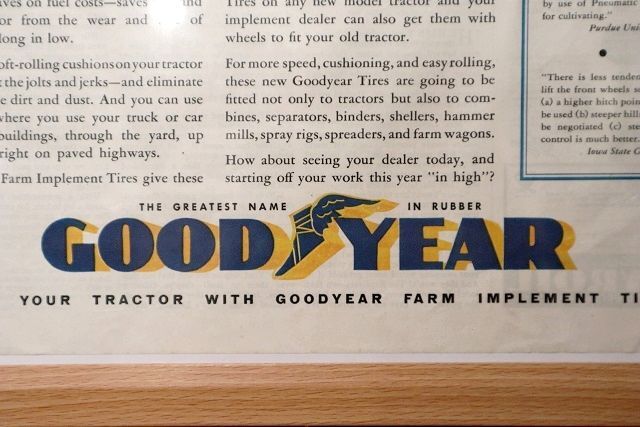 on fuel costs—saves
or from the wear and of
long in low.
oft-rolling cushions on your tractor
the jolts and jerks—and eliminate
dirt and dust. And you can use
where you use your truck or car
buildings, through the yard, up
right on paved highways.
Farm Implement Tires give these
Tires on any new model tractor and your
implement dealer can also get them with
wheels to fit your old tractor.
For more speed, cushioning, and easy rolling,
these new Goodyear Tires are going to be
fitted not only to tractors but also to com-
bines, separators, binders, shellers, hammer
mills, spray rigs, spreaders, and farm wagons.
How about seeing your dealer today, and
starting off your work this year "in high"?
by use of Pneumatic
for cultivating."
Purdue Uni
"There is less tenden
lift the front wheels
(a) a higher hitch poin
be used (b) steeper hill
be negotiated (c) ste
control is much better.
Iowa State
THE GREATEST NAME IN RUBBER
GOODYEAR
YOUR TRACTOR WITH GOODYEAR FARM IMPLEMENT TI